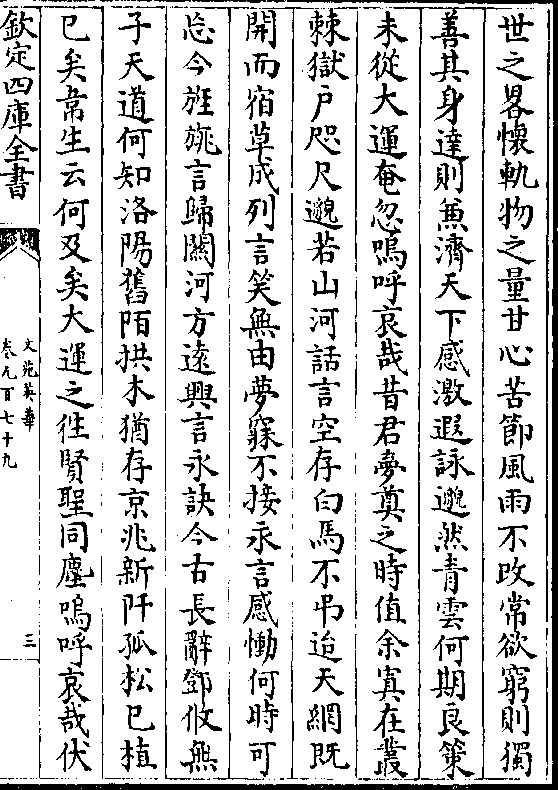 世之畧懷軌物之量甘心苦節風雨不改常欲窮則獨
善其身達則兼濟天下感激遐詠邈然青雲何期良策
未從大運奄忽嗚呼哀哉昔君夢奠之時值余寘在叢
棘獄户咫尺邈若山河話言空存白馬不弔迨天網既
開而宿草成列言笑無由夢寐不接永言感慟何時可
忘今旌旐言歸關河方逺興言永訣今古長辭鄧攸無
子天道何知洛陽舊陌拱木猶存京兆新阡孤松已植
已矣韋生云何及矣大運之徃賢聖同塵嗚呼哀哉伏
欽定四庫全書
文苑英華
卷九百七十九
三